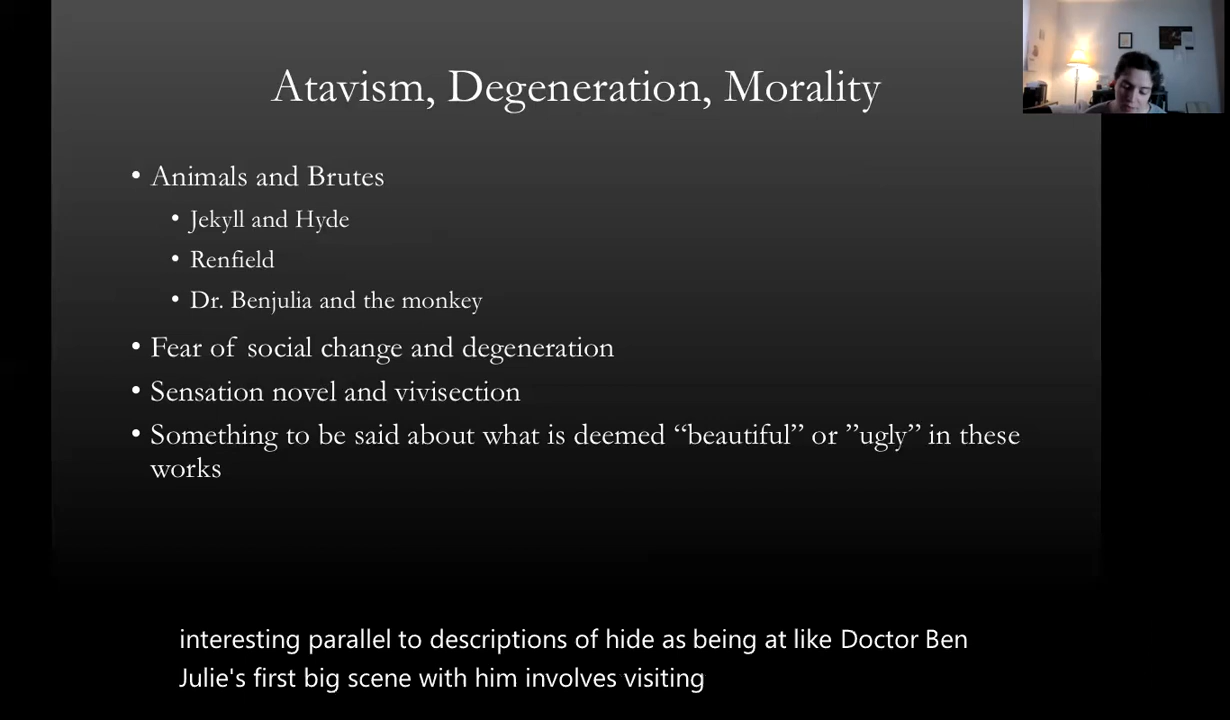 Atavism, Degeneration, Morality
• Animals and Brutes
• Jekyll and Hyde
• Renfield
• Dr. Benjulia and the monkey
• Fear of social change and degeneration
• Sensation novel and vivisection
• Something to be said about what is deemed “beautiful” or ”ugly” in these
works
interesting parallel to descriptions of hide as being at like Doctor Ben
Julie's first big scene with him involves visiting